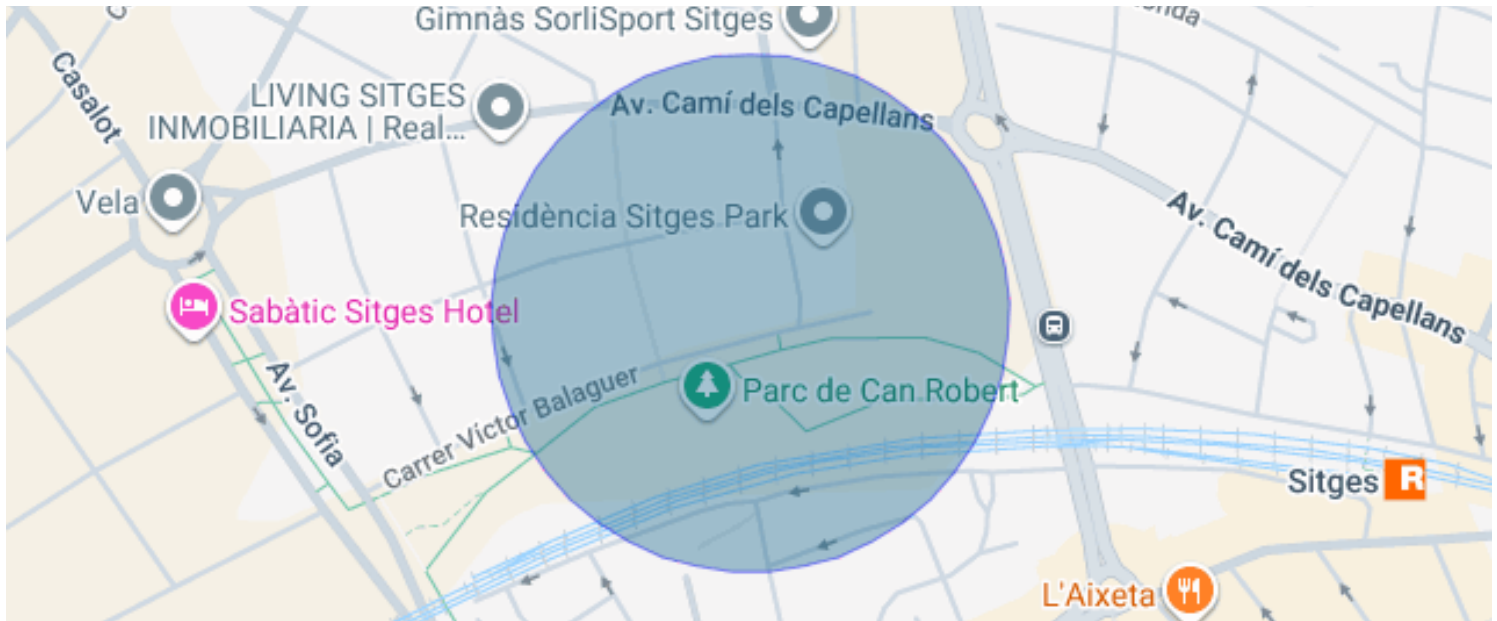 Gimnàs SorliSport Sitges
Casalot
LIVING SITGES
INMOBILIARIA | Real...
Av. Camí dels Capellans
Vela
Residència Sitges Park
Av. Camí dels Capellans
Sabàtic Sitges Hotel
Av. Sofia
Carrer Víctor Balaguer
Parc de Can Robert
Sitges R
L'Aixeta